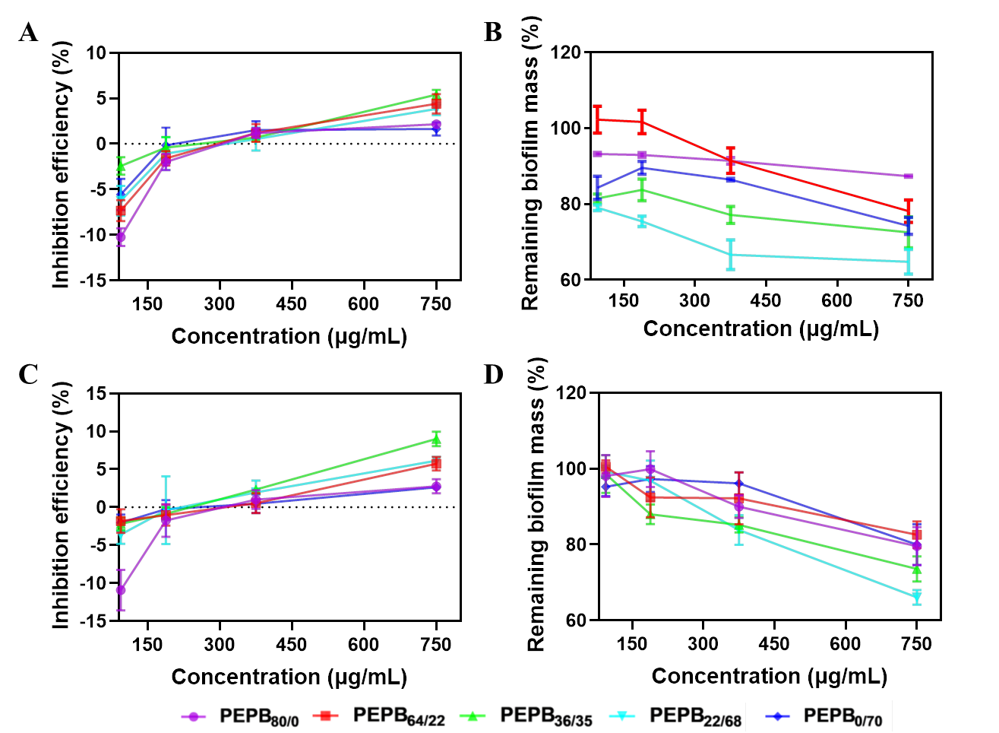 A
Inhibition efficiency (%)
10
5
0
-5
-10
-15
150 300 450 600 750
Concentration (µg/mL)
B
Remaining biofilm mass (%)
120
100
80
60
150 300 450 600 750
Concentration (µg/mL)
C
Inhibition efficiency (%)
15
10
5
0
-5
-10
-15
150 300 450 600 750
Concentration (µg/mL)
D
Remaining biofilm mass (%)
120
100
80
60
150 300 450 600 750
Concentration (µg/mL)
PEPB80/0 PEPB64/22 PEPB36/35 PEPB22/68 PEPB0/70